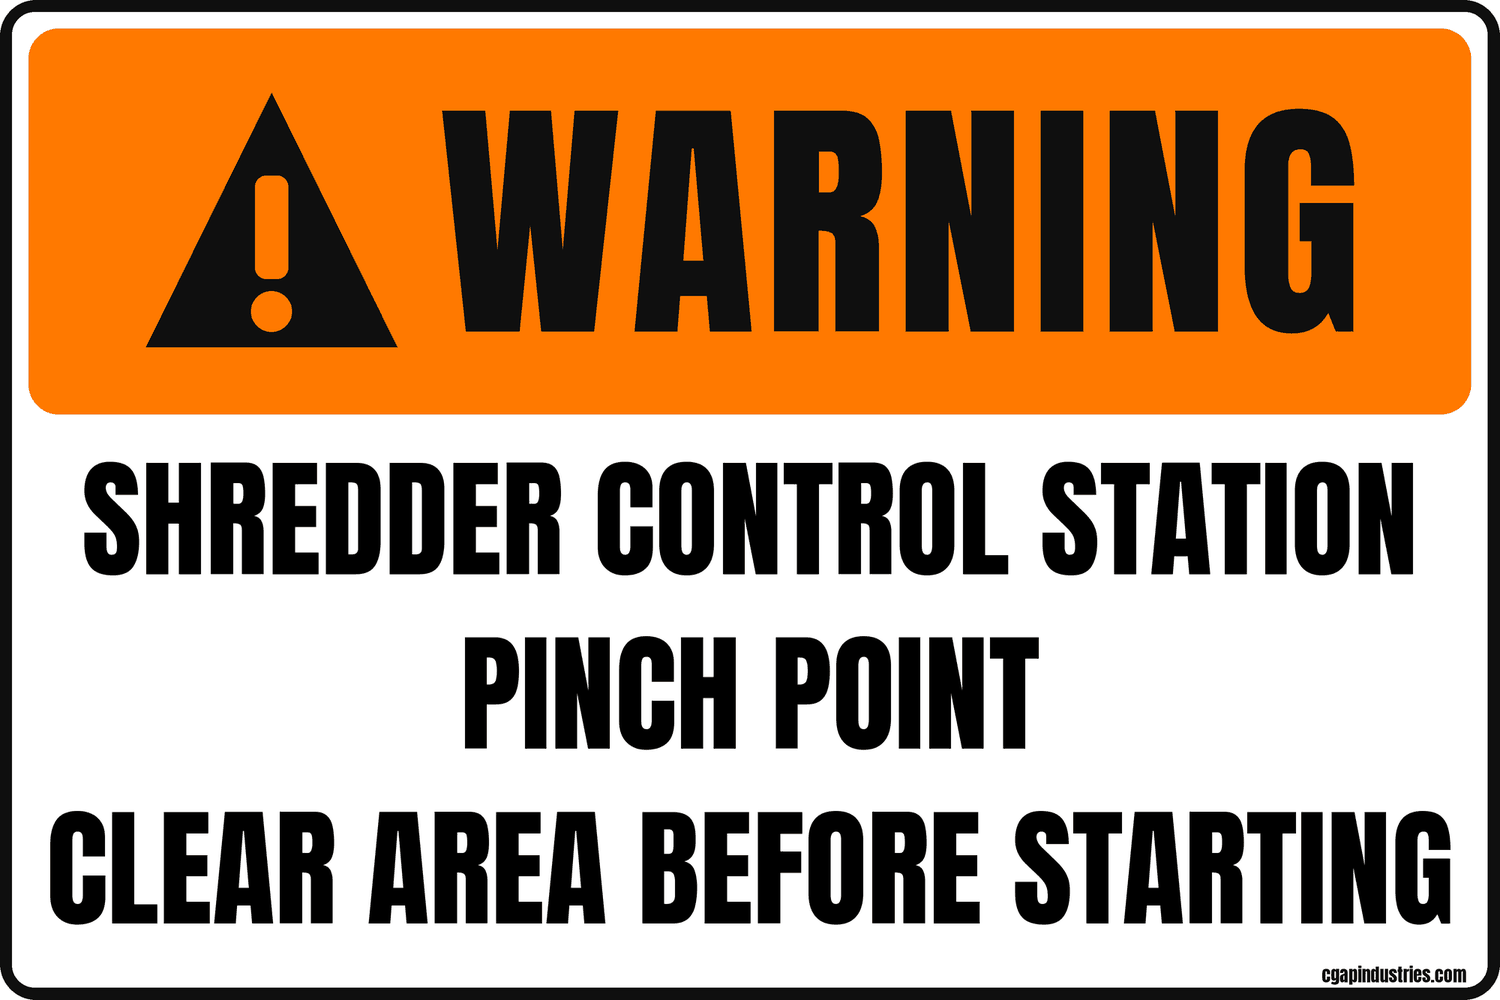 WARNING
SHREDDER CONTROL STATION
PINCH POINT
CLEAR AREA BEFORE STARTING
cgapindustries.com